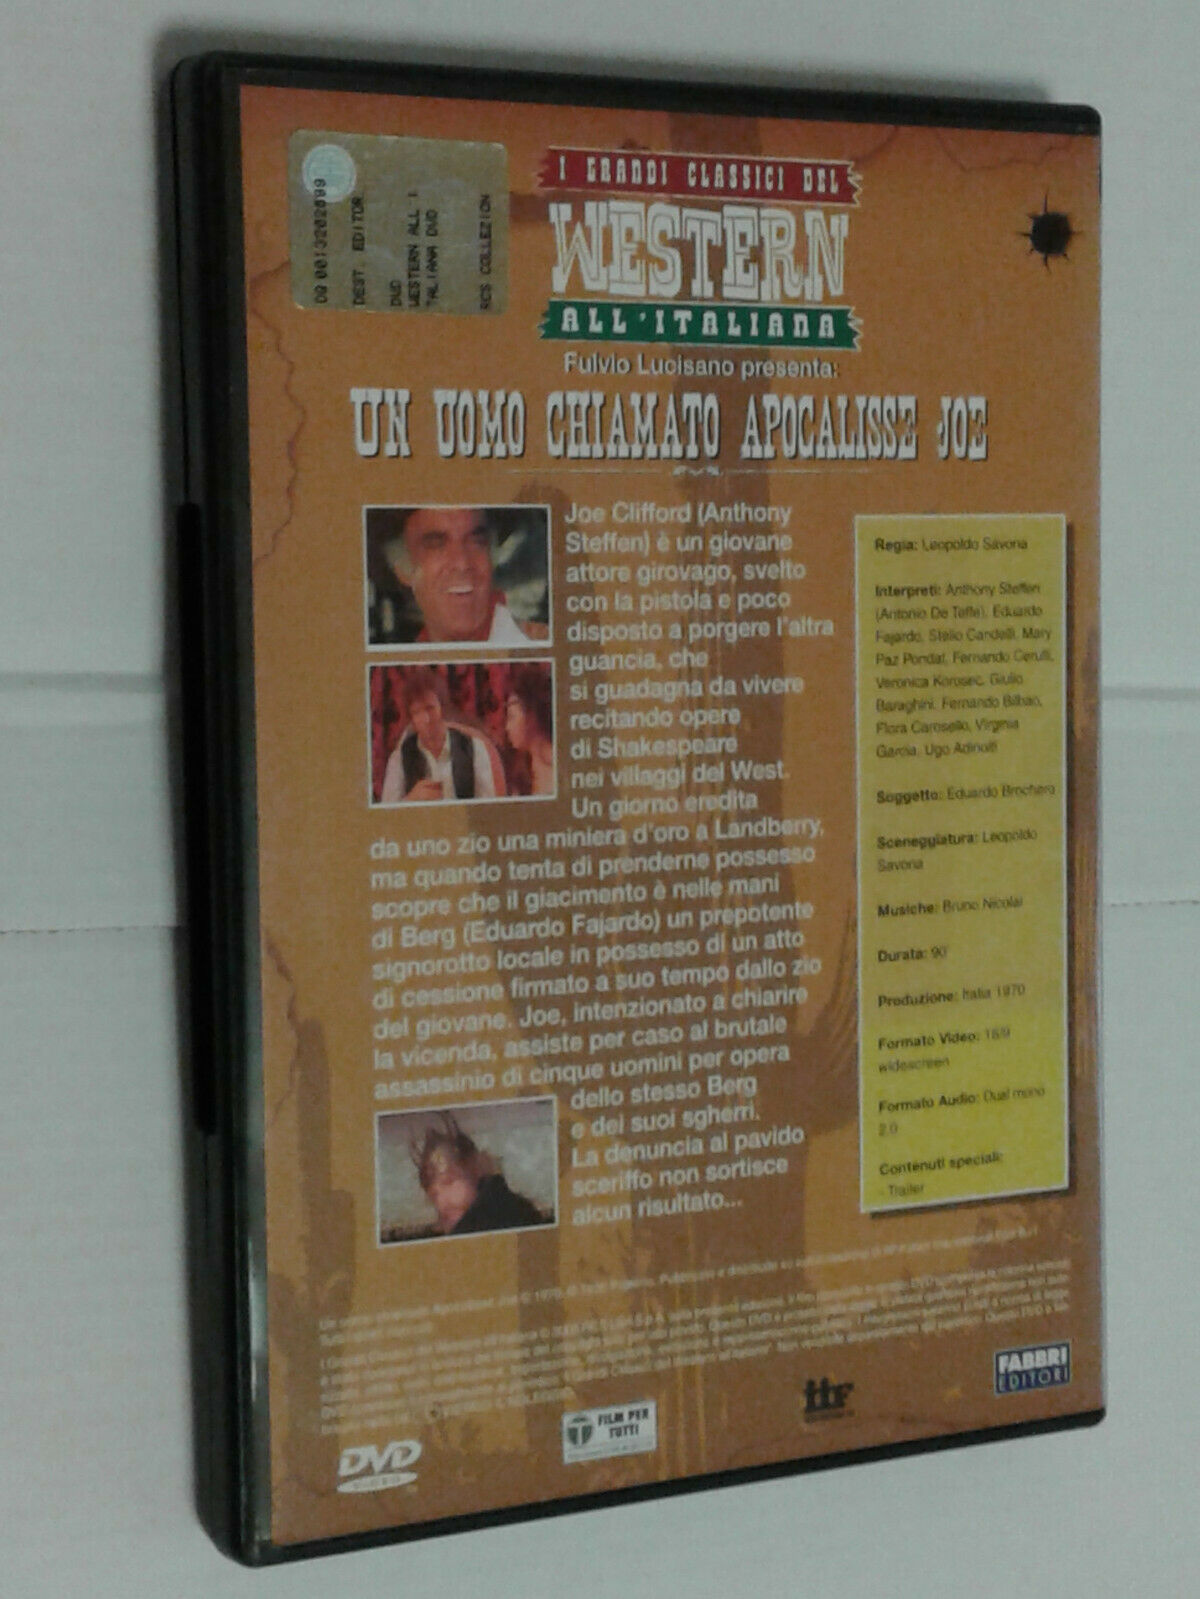 I GRANDI CLASSICI DEL
WESTERN
ALL'ITALIANA
DEST. EDITOR
DVD
WESTERN ALL I
TALIANA DVD
RCS COLLEZION
Fulvio Lucisano presenta:
UN UOMO CHIAMATO APOCALISSE JOE
Joe Clifford (Anthony
Steffen) è un giovane
attore girovago, svelto
con la pistola e poco
disposto a porgere l'altra
guancia, che
si guadagna da vivere
recitando opere
di Shakespeare
nei villaggi del West.
Un giorno eredita
da uno zio una miniera d'oro a Landberry,
ma quando tenta di prenderne possesso
scopre che il giacimento è nelle mani
di Berg (Eduardo Fajardo) un prepotente
signorotto locale in possesso di un atto
di cessione firmato a suo tempo dallo zio
del giovane. Joe, intenzionato a chiarire
la vicenda, assiste per caso al brutale
assassinio di cinque uomini per opera
dello stesso Berg
e dei suoi sgherri.
La denuncia al pavido
sceriffo non sortisce
alcun risultato...
Regia: Leopoldo Savona
Interpreti: Anthony Steffen
(Antonio De Teffe), Eduardo
Fajardo, Stelio Candelli, Mary
Paz Pondal, Fernando Cerulli,
Veronica Korosec, Giulio
Baraghini, Fernando Bilbao,
Flora Carosello, Virginia
Garcia, Ugo Adinolfi
Soggetto: Eduardo Brochero
Sceneggiatura: Leopoldo
Savona
Musiche: Bruno Nicolai
Durata: 90'
Produzione: Italia 1970
Formato Video: 16/9
widescreen
Formato Audio: Dual mono
2.0
Contenuti speciali:
- Trailer
DVD
VIDEO
FILM PER
TUTTI
IIF
FABBRI
EDITORI